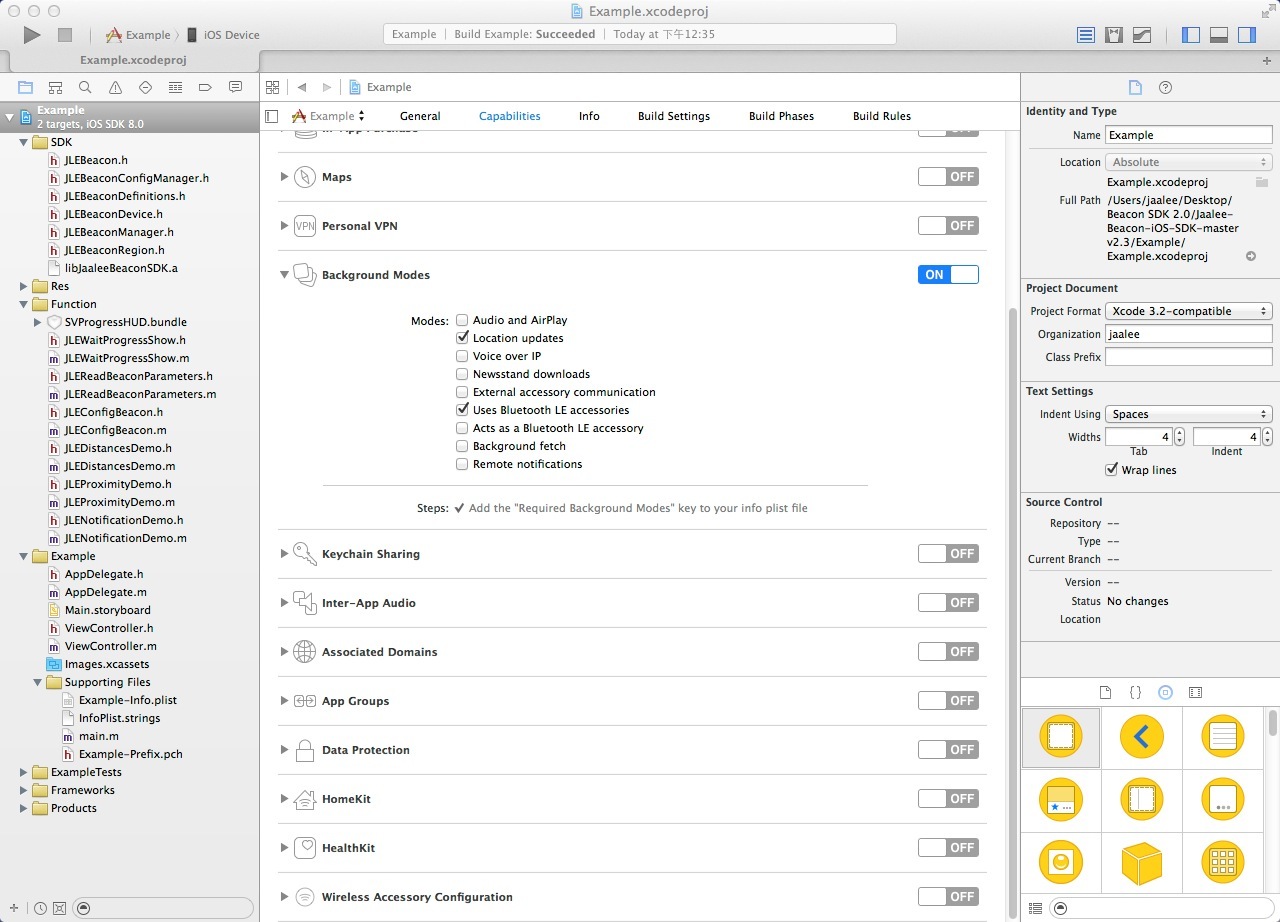 Example.xcodeproj
Example
iOS Device
Example
Build Example: Succeeded
Today at 下午12:35
Example.xcodeproj
Example
2 targets, iOS SDK 8.0
SDK
JLEBeacon.h
JLEBeaconConfigManager.h
JLEBeaconDefinitions.h
JLEBeaconDevice.h
JLEBeaconManager.h
JLEBeaconRegion.h
libJaaleeBeaconSDK.a
Res
Function
SVProgressHUD.bundle
JLEWaitProgressShow.h
JLEWaitProgressShow.m
JLEReadBeaconParameters.h
JLEReadBeaconParameters.m
JLEConfigBeacon.h
JLEConfigBeacon.m
JLEDistancesDemo.h
JLEDistancesDemo.m
JLEProximityDemo.h
JLEProximityDemo.m
JLENotificationDemo.h
JLENotificationDemo.m
Example
AppDelegate.h
AppDelegate.m
Main.storyboard
ViewController.h
ViewController.m
Images.xcassets
Supporting Files
Example-Info.plist
InfoPlist.strings
main.m
Example-Prefix.pch
ExampleTests
Frameworks
Products
Example
Example
General
Capabilities
Info
Build Settings
Build Phases
Build Rules
In-App Purchase
OFF
Maps
OFF
VPN
Personal VPN
OFF
Background Modes
ON
Modes:
Audio and AirPlay
Location updates
Voice over IP
Newsstand downloads
External accessory communication
Uses Bluetooth LE accessories
Acts as a Bluetooth LE accessory
Background fetch
Remote notifications
Steps: ✓ Add the "Required Background Modes" key to your info plist file
Keychain Sharing
OFF
Inter-App Audio
OFF
Associated Domains
OFF
App Groups
OFF
Data Protection
OFF
HomeKit
OFF
HealthKit
OFF
Wireless Accessory Configuration
OFF
Identity and Type
Name Example
Location Absolute
Example.xcodeproj
Full Path /Users/jaalee/Desktop/
Beacon SDK 2.0/Jaalee-
Beacon-iOS-SDK-master
v2.3/Example/
Example.xcodeproj
Project Document
Project Format Xcode 3.2-compatible
Organization jaalee
Class Prefix
Text Settings
Indent Using Spaces
Widths 4 4
Tab Indent
Wrap lines
Source Control
Repository --
Type --
Current Branch --
Version --
Status No changes
Location